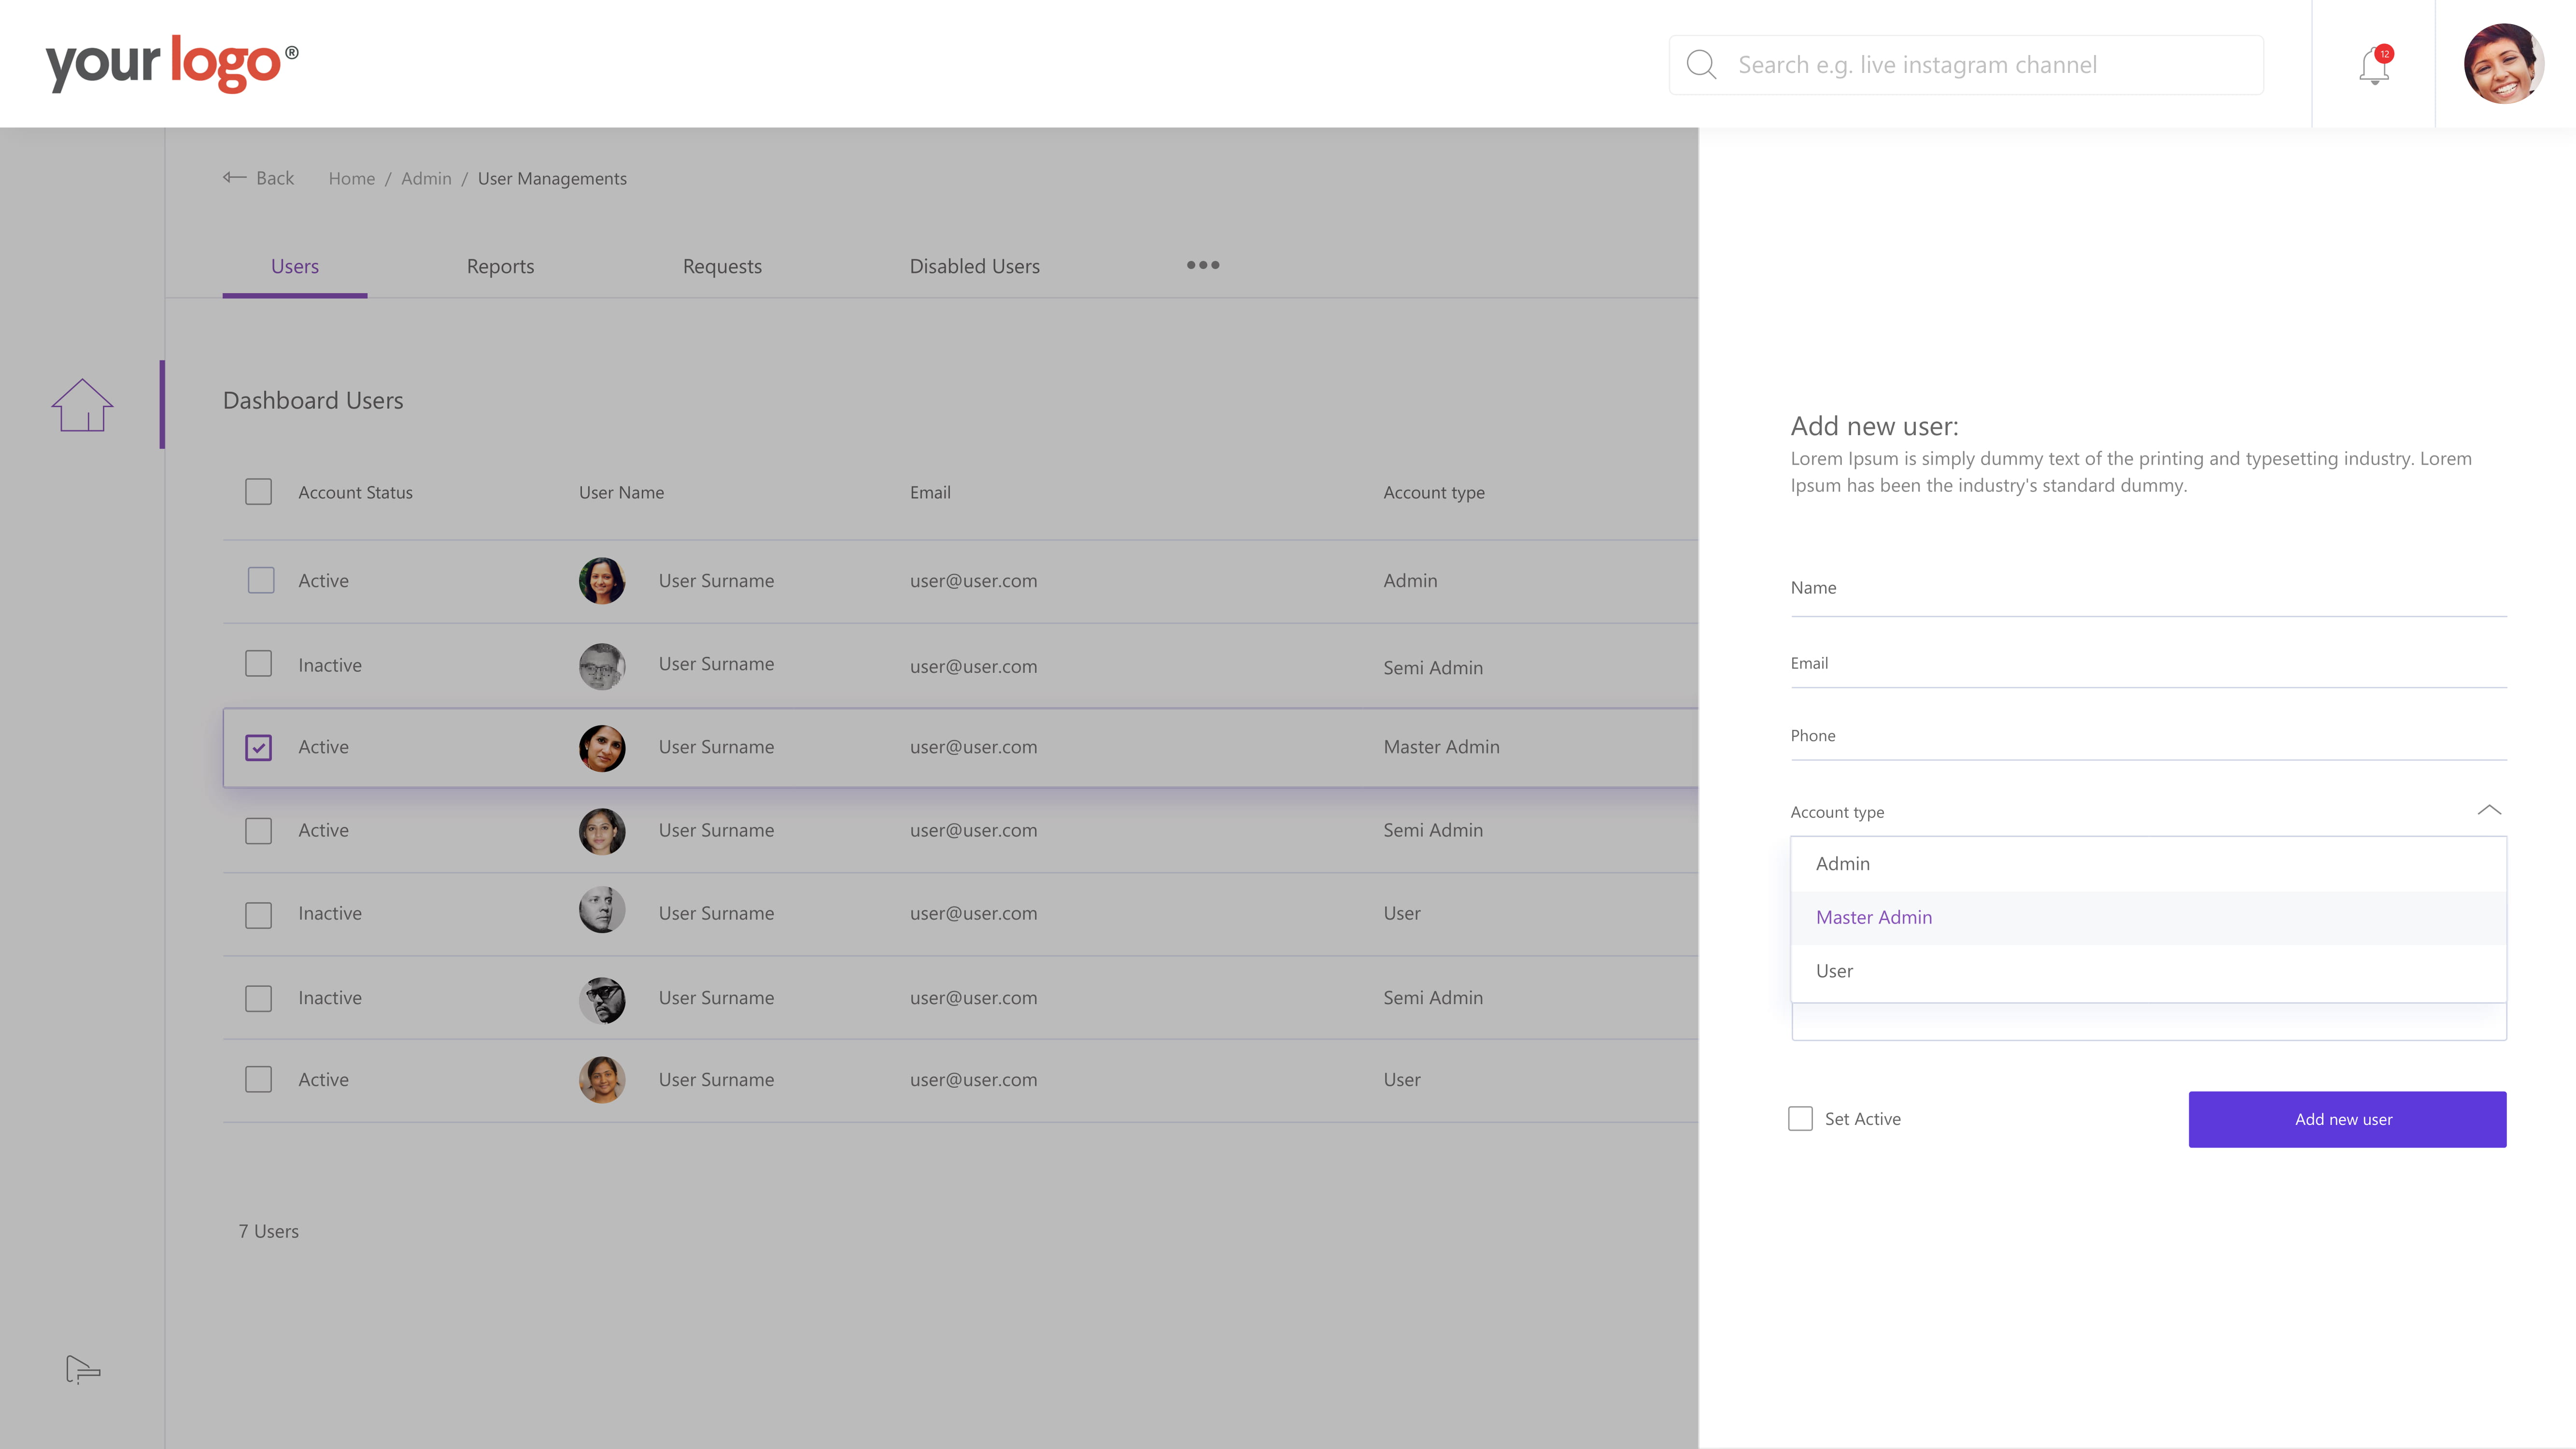 your logo®
Search e.g. live instagram channel
12
Back
Home / Admin / User Managements
Users
Reports
Requests
Disabled Users
Dashboard Users
Account Status
User Name
Email
Account type
Active
User Surname
user@user.com
Admin
Inactive
User Surname
user@user.com
Semi Admin
Active
User Surname
user@user.com
Master Admin
Active
User Surname
user@user.com
Semi Admin
Inactive
User Surname
user@user.com
User
Inactive
User Surname
user@user.com
Semi Admin
Active
User Surname
user@user.com
User
7 Users
Add new user:
Lorem Ipsum is simply dummy text of the printing and typesetting industry. Lorem
Ipsum has been the industry's standard dummy.
Name
Email
Phone
Account type
Admin
Master Admin
User
Set Active
Add new user